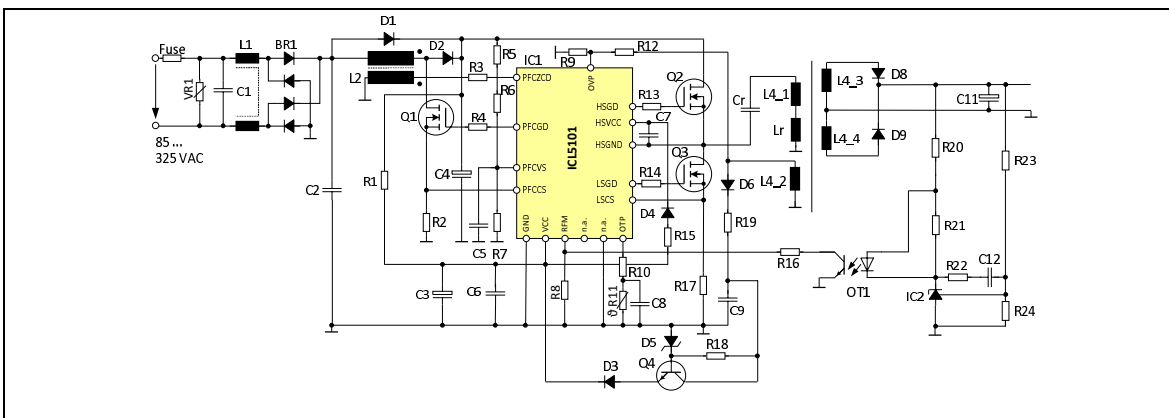 D1
Fuse
L1
BR1
D2
R5
IC1
R9
R12
OVP
VR1
C1
L2
R3
PFCZCD
R6
Q1
R4
PFCGD
PFCVS
PFCCS
ICL5101
HSGD
HSVCC
HSGND
LSGD
LSCS
GND
VCC
RFM
n.a.
n.a.
OTP
R13
Q2
C7
Q3
R14
D4
R15
Cr
L4_1
Lr
L4_2
D6
R19
L4_3
L4_4
D8
D9
C11
R20
R23
R21
85 ...
325 VAC
C2
R1
C4
R2
C5
R7
C3
C6
R8
R10
ϑ R11
C8
R17
C9
R16
OT1
R22
C12
IC2
R24
D5
R18
Q4
D3